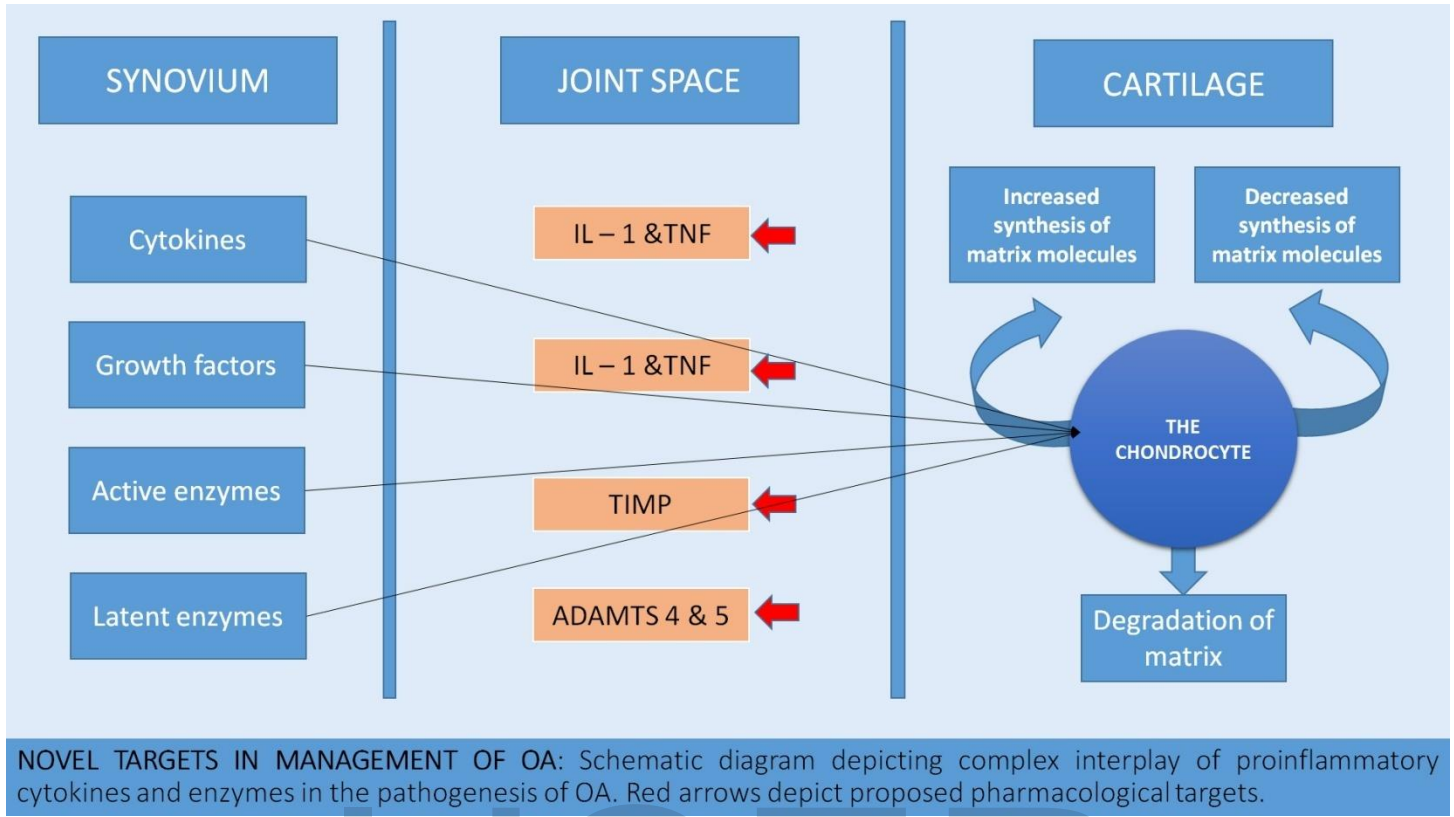 SYNOVIUM
JOINT SPACE
CARTILAGE
Cytokines
Growth factors
Active enzymes
Latent enzymes
IL – 1 &TNF
IL – 1 &TNF
TIMP
ADAMTS 4 & 5
Increased
synthesis of
matrix molecules
Decreased
synthesis of
matrix molecules
THE
CHONDROCYTE
Degradation of
matrix
NOVEL TARGETS IN MANAGEMENT OF OA: Schematic diagram depicting complex interplay of proinflammatory
cytokines and enzymes in the pathogenesis of OA. Red arrows depict proposed pharmacological targets.